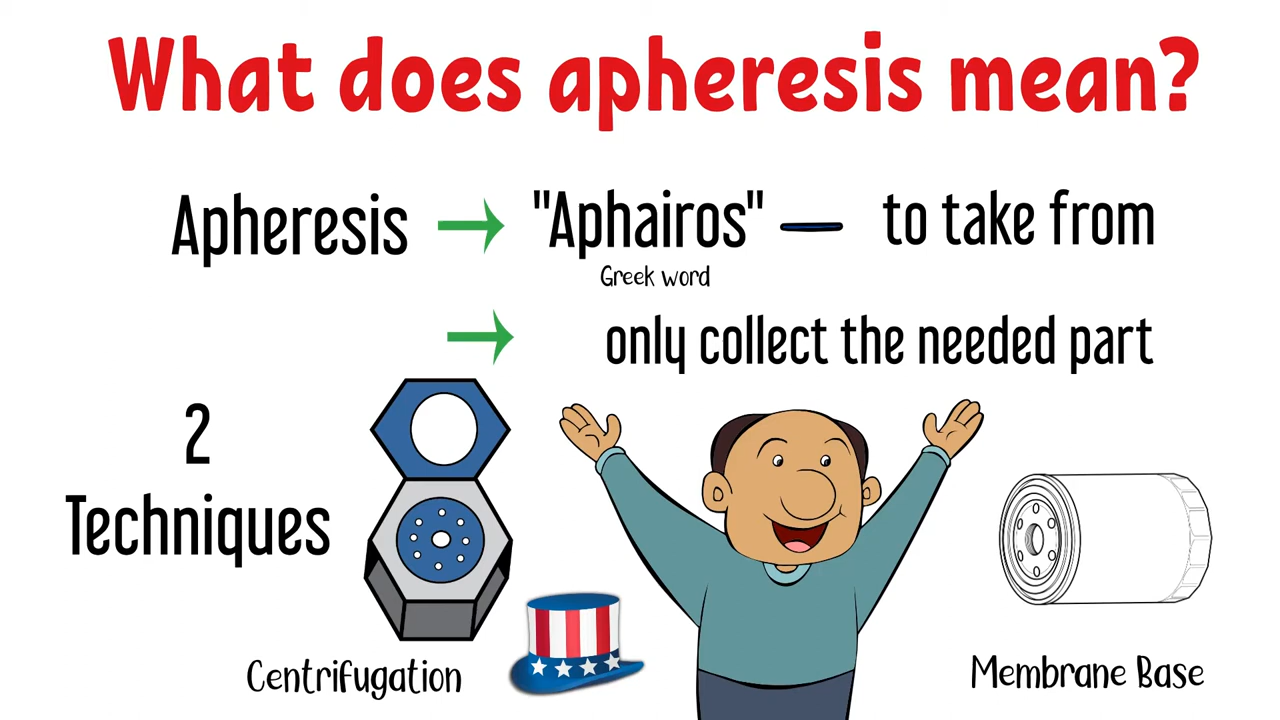 What does apheresis mean?
Apheresis → "Aphairos" — to take from
Greek word
→ only collect the needed part
2
Techniques
Centrifugation
Membrane Base